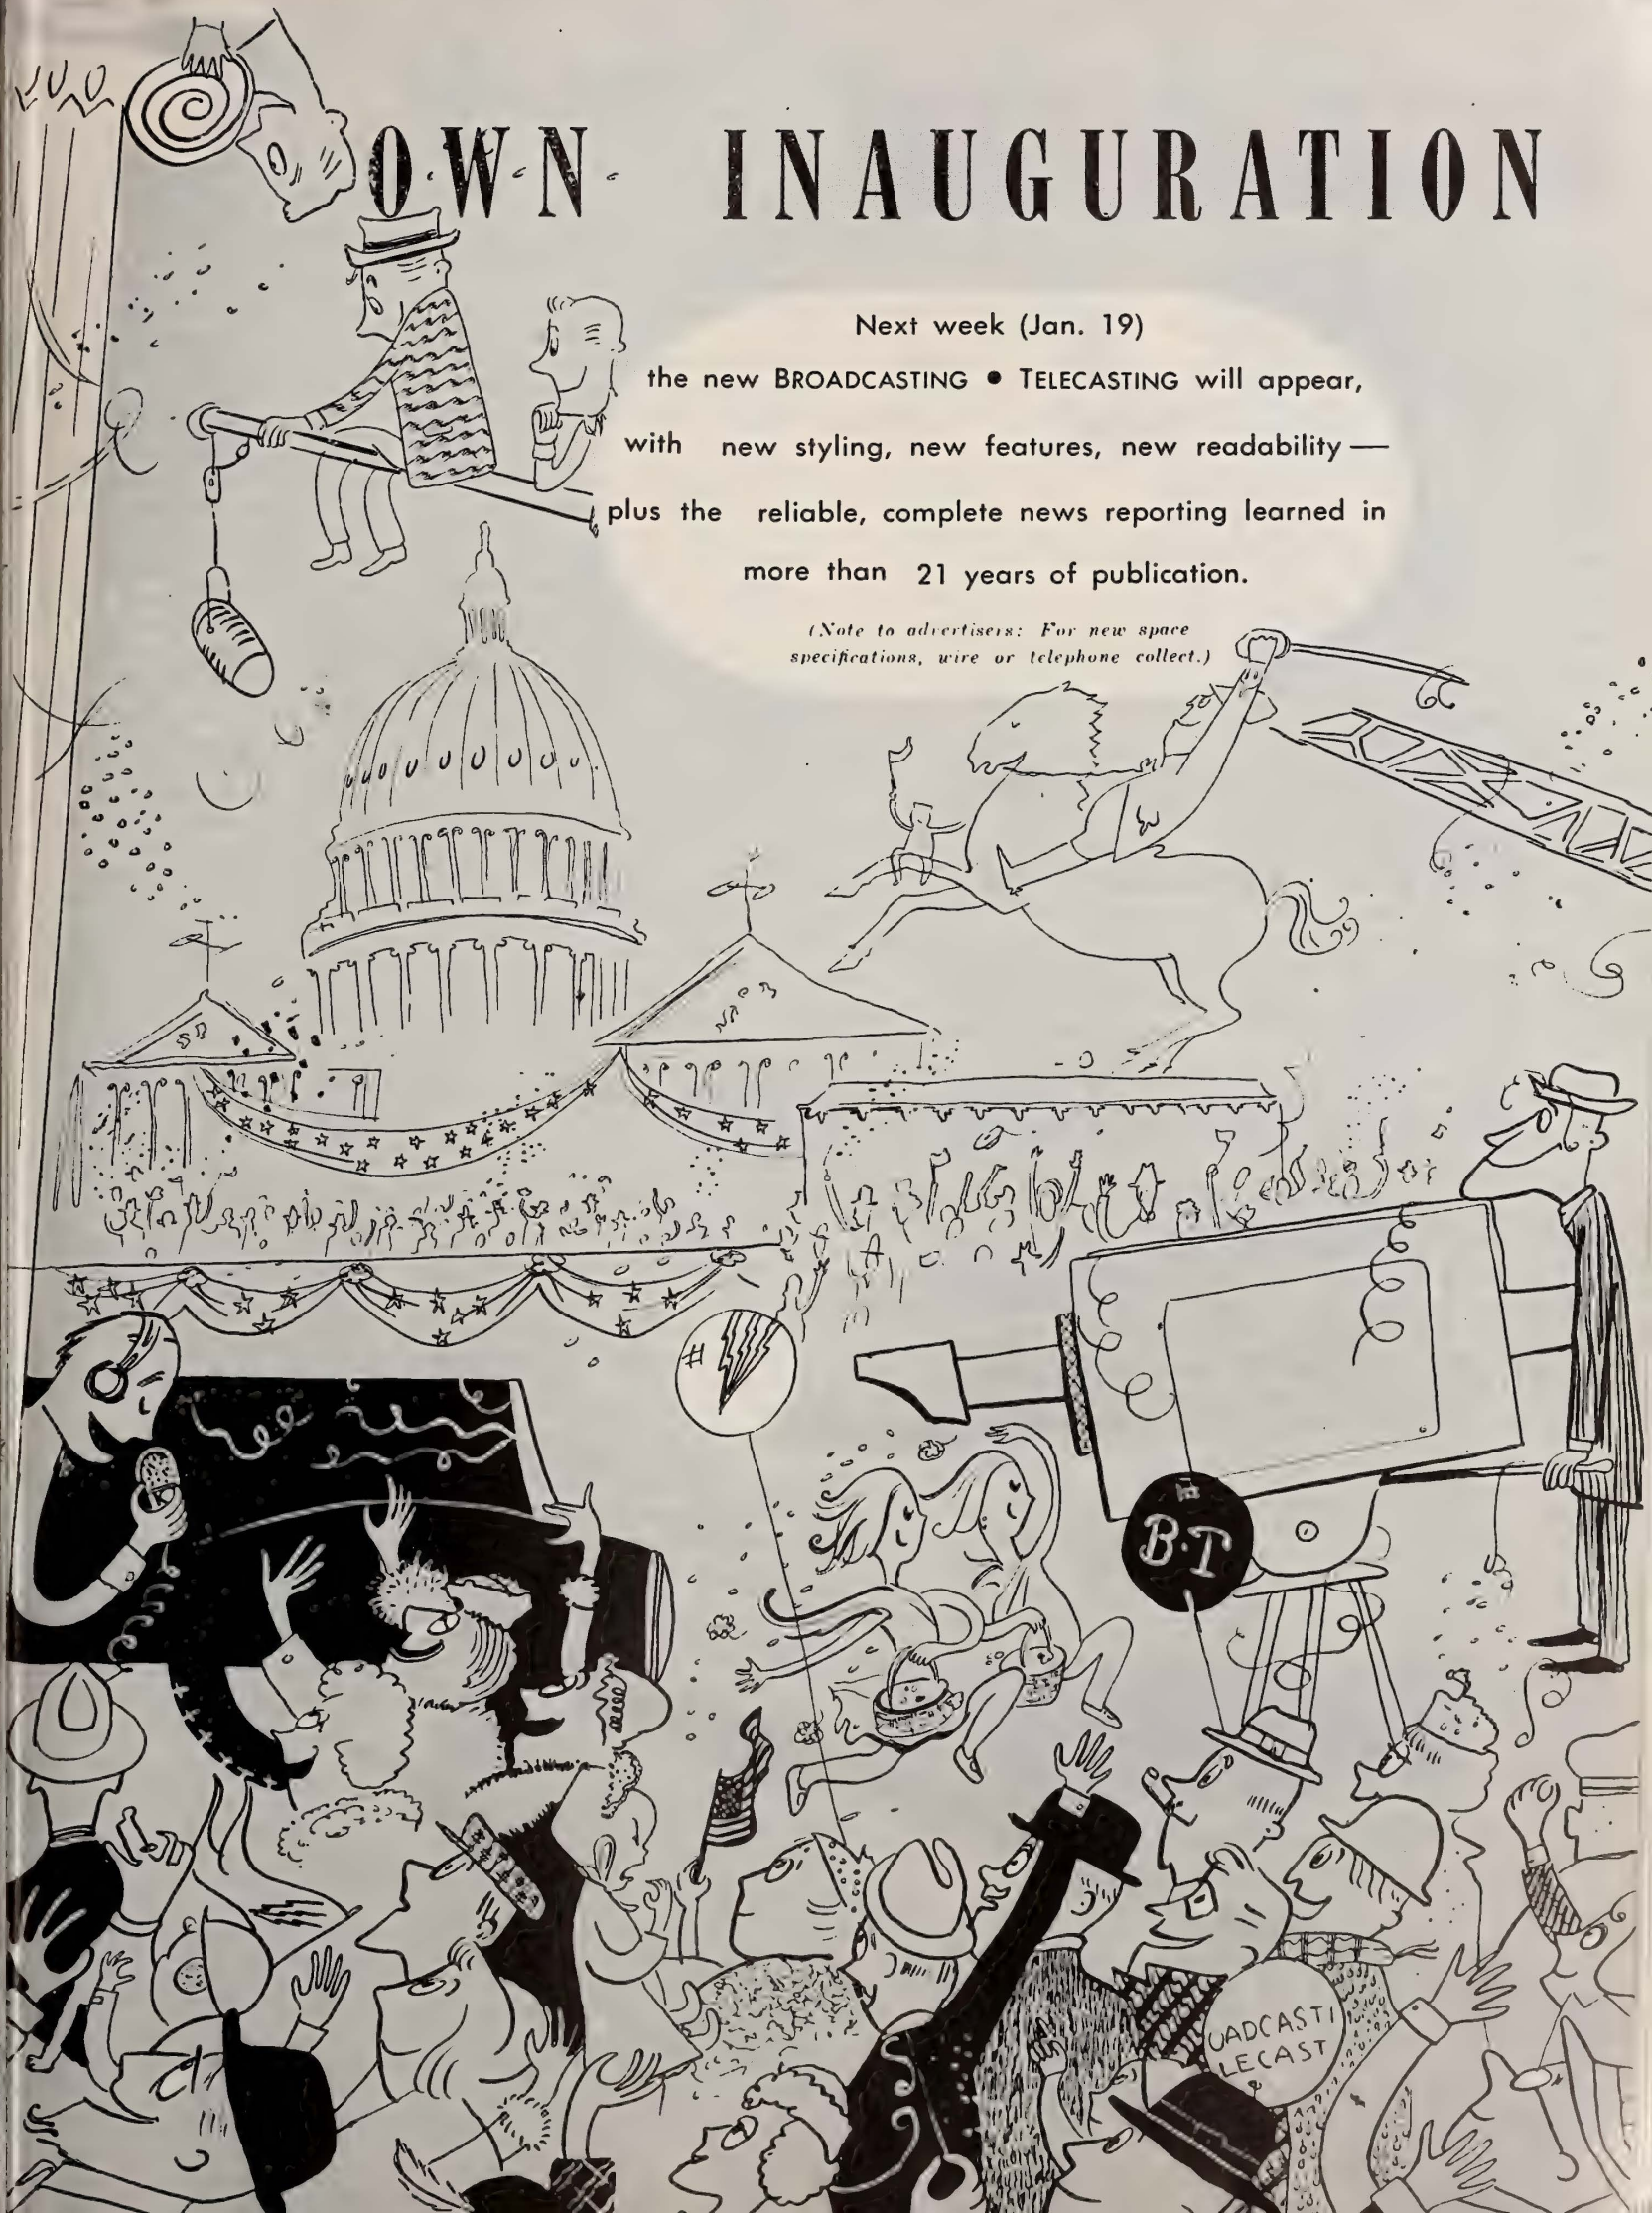 OWN INAUGURATION
Next week (Jan. 19)
the new BROADCASTING • TELECASTING will appear,
with new styling, new features, new readability—
plus the reliable, complete news reporting learned in
more than 21 years of publication.
(Note to advertisers: For new space
specifications, wire or telephone collect.)
#
B·T
OADCASTI
LECAST
&